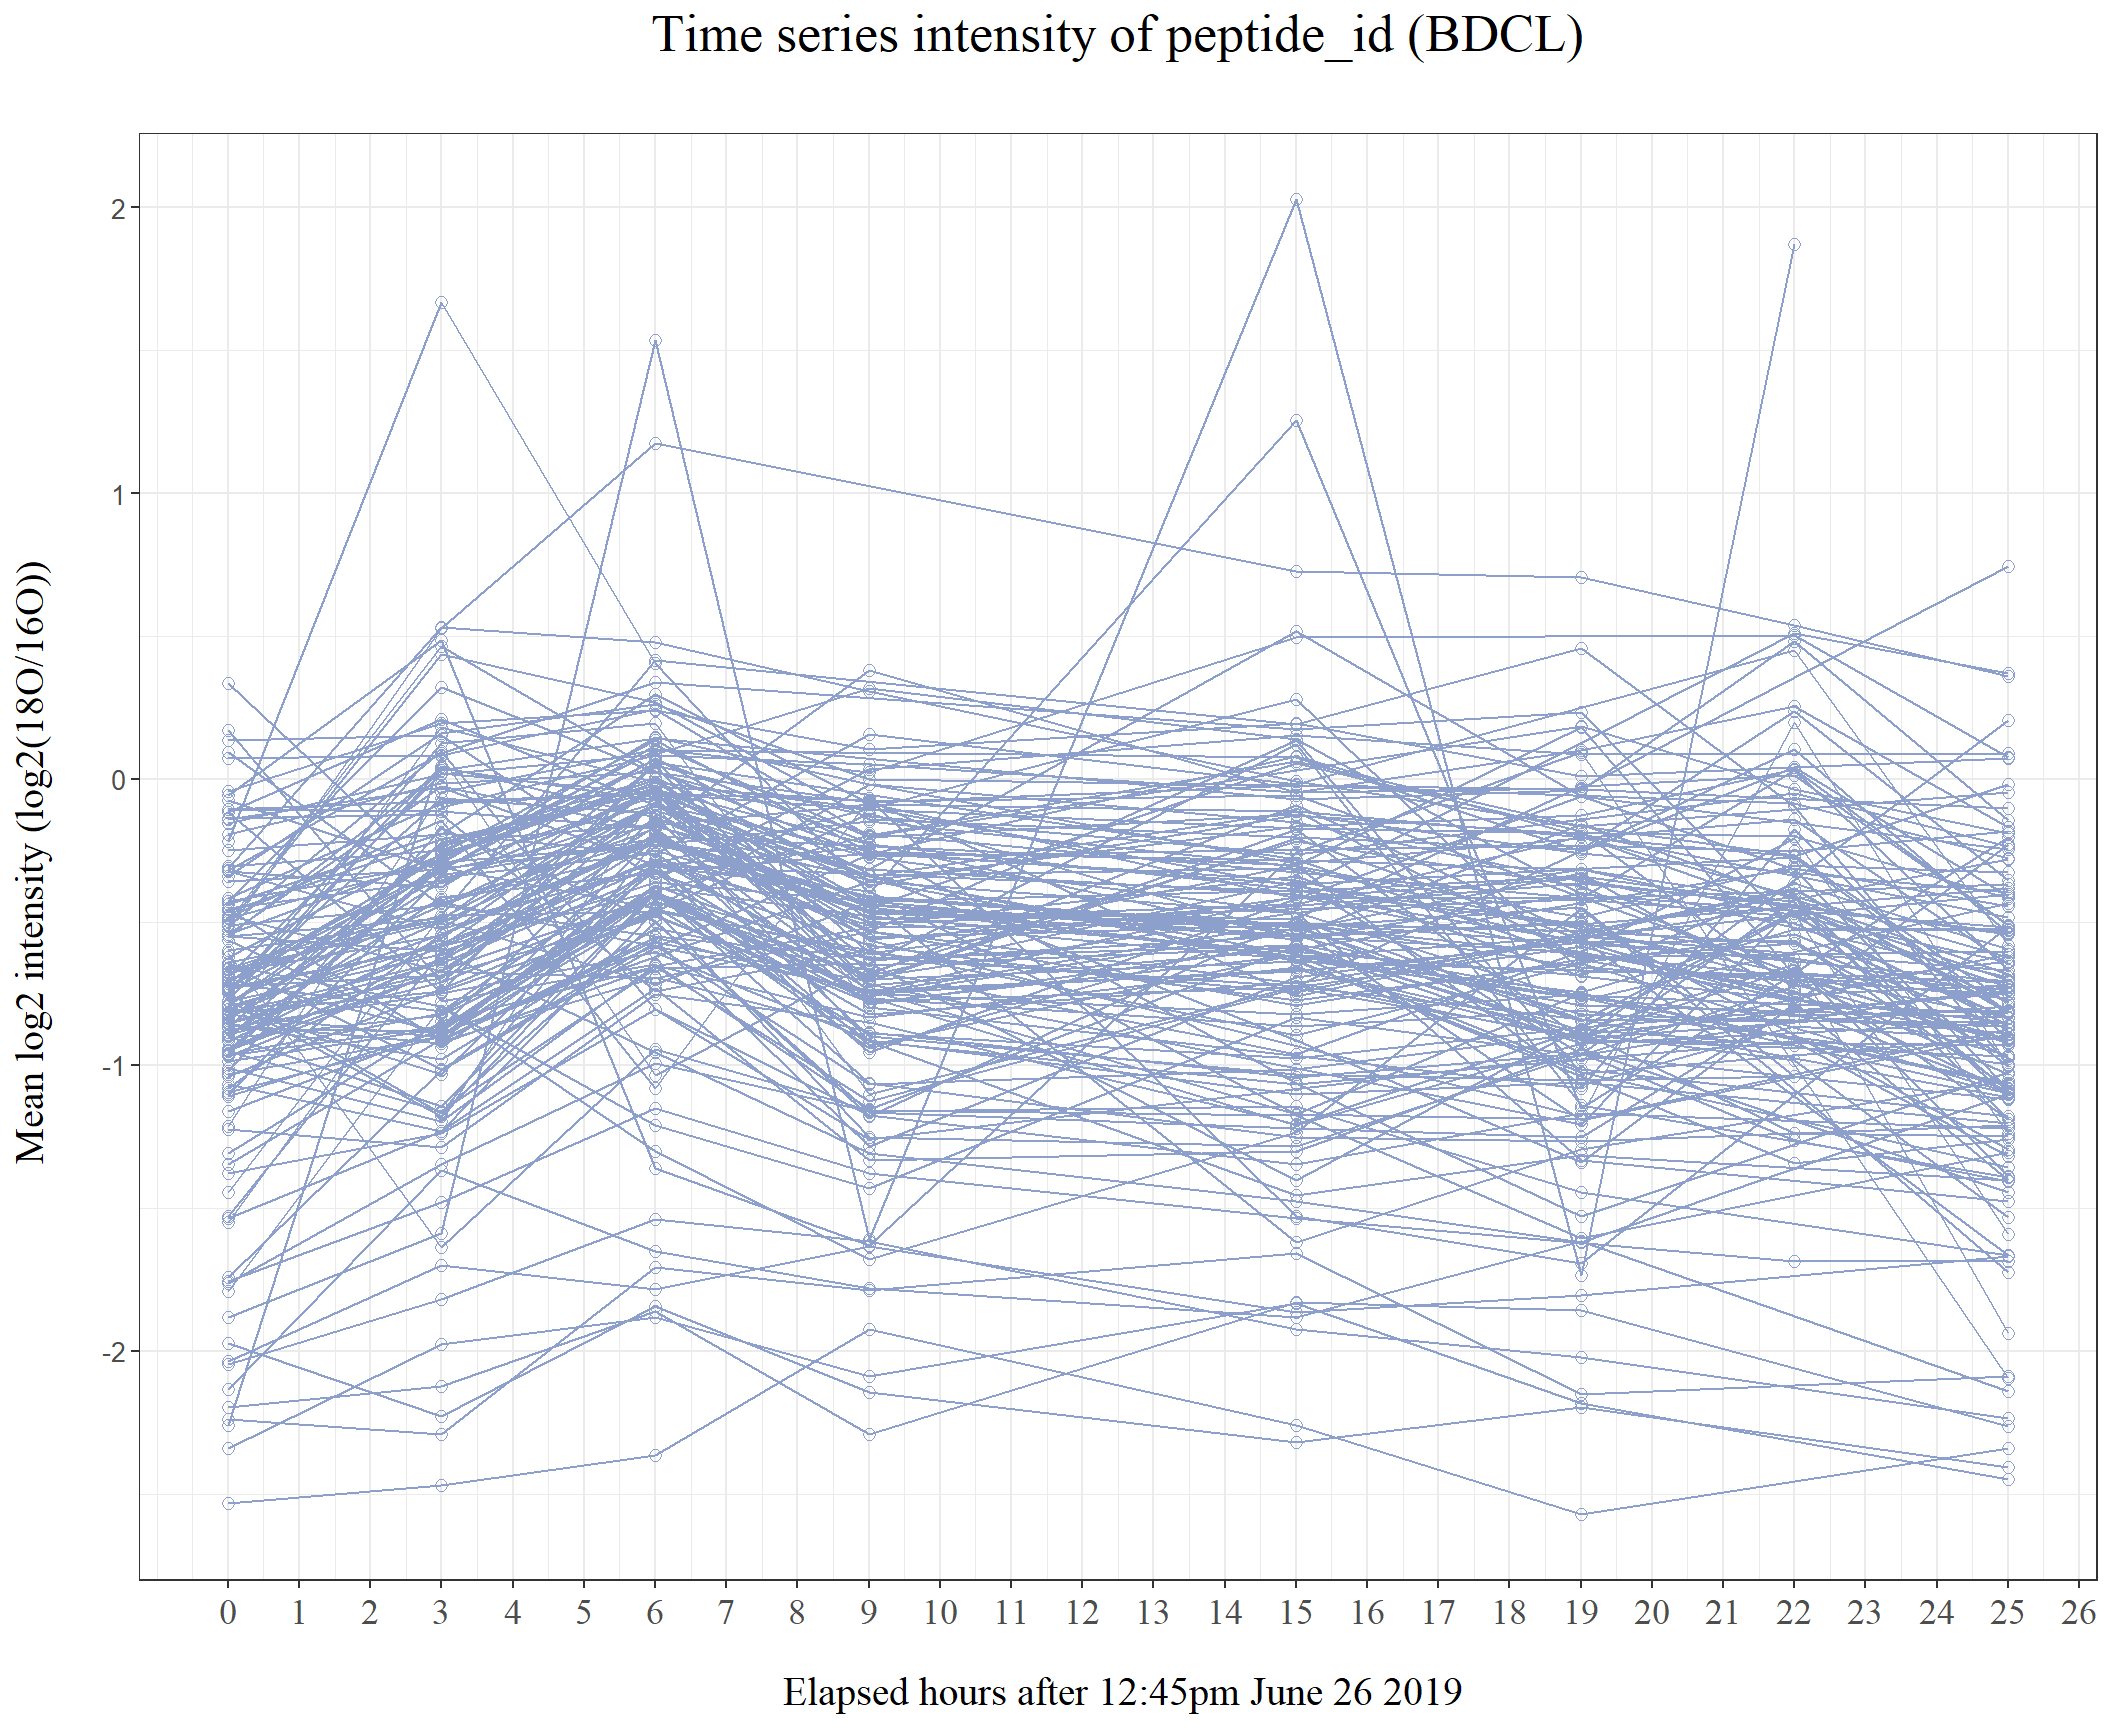 Time series intensity of peptide_id (BDCL)
Mean log2 intensity (log2(18O/16O))
2
1
0
-1
-2
0 1 2 3 4 5 6 7 8 9 10 11 12 13 14 15 16 17 18 19 20 21 22 23 24 25 26
Elapsed hours after 12:45pm June 26 2019